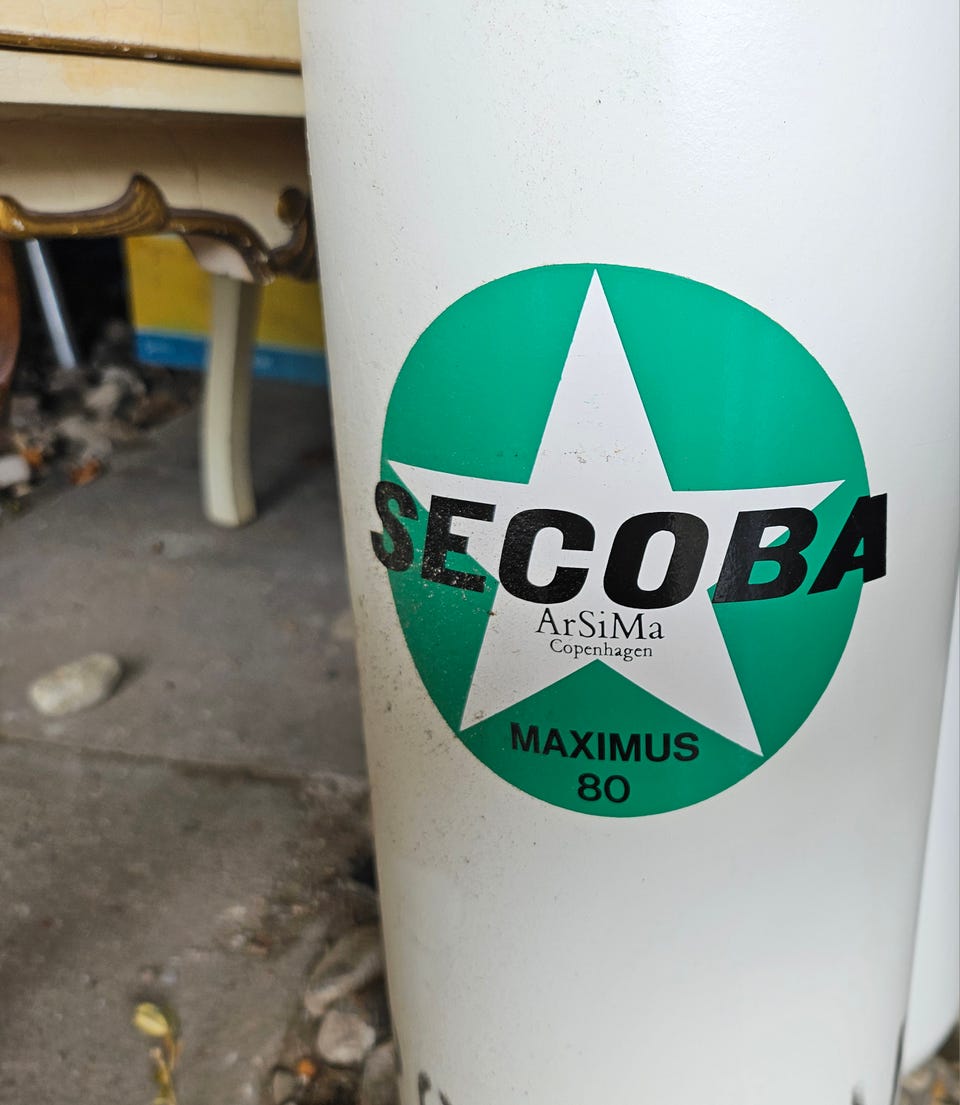 SECOBA
ArSiMa
Copenhagen
MAXIMUS
80